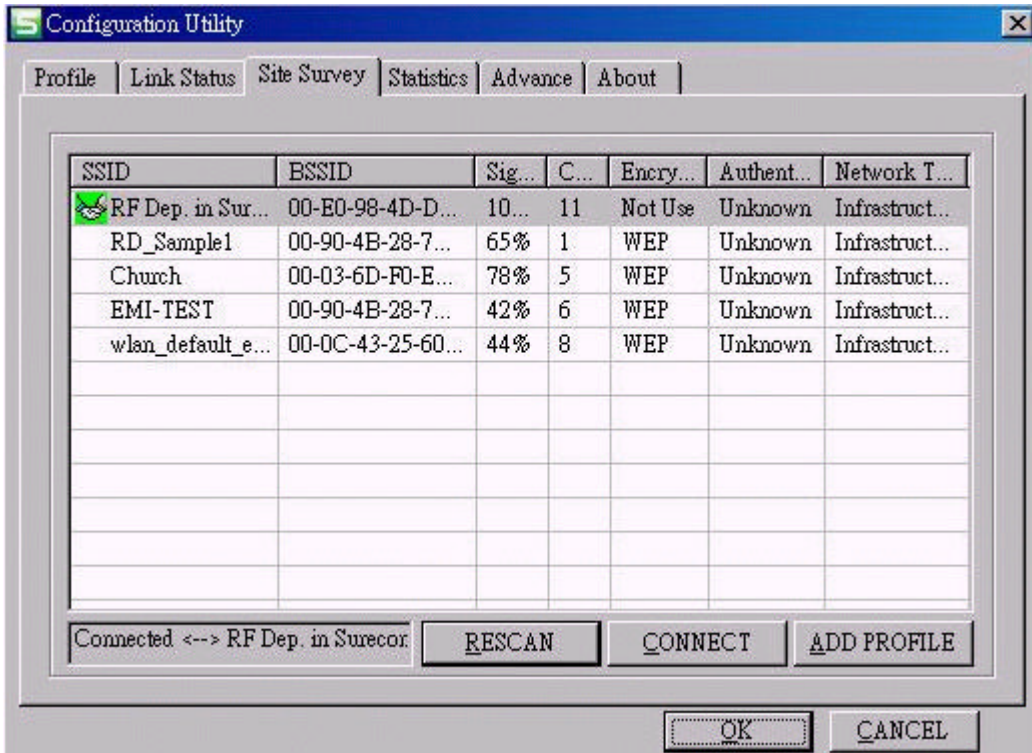 Configuration Utility
Profile Link Status Site Survey Statistics Advance About
SSID BSSID Sig... C... Encry... Authent... Network T...
RF Dep. in Sur... 00-E0-98-4D-D... 10... 11 Not Use Unknown Infrastruct...
RD_Sample1 00-90-4B-28-7... 65% 1 WEP Unknown Infrastruct...
Church 00-03-6D-F0-E... 78% 5 WEP Unknown Infrastruct...
EMI-TEST 00-90-4B-28-7... 42% 6 WEP Unknown Infrastruct...
wlan_default_e... 00-0C-43-25-60... 44% 8 WEP Unknown Infrastruct...
Connected <--> RF Dep. in Surecor RESCAN CONNECT ADD PROFILE
OK CANCEL